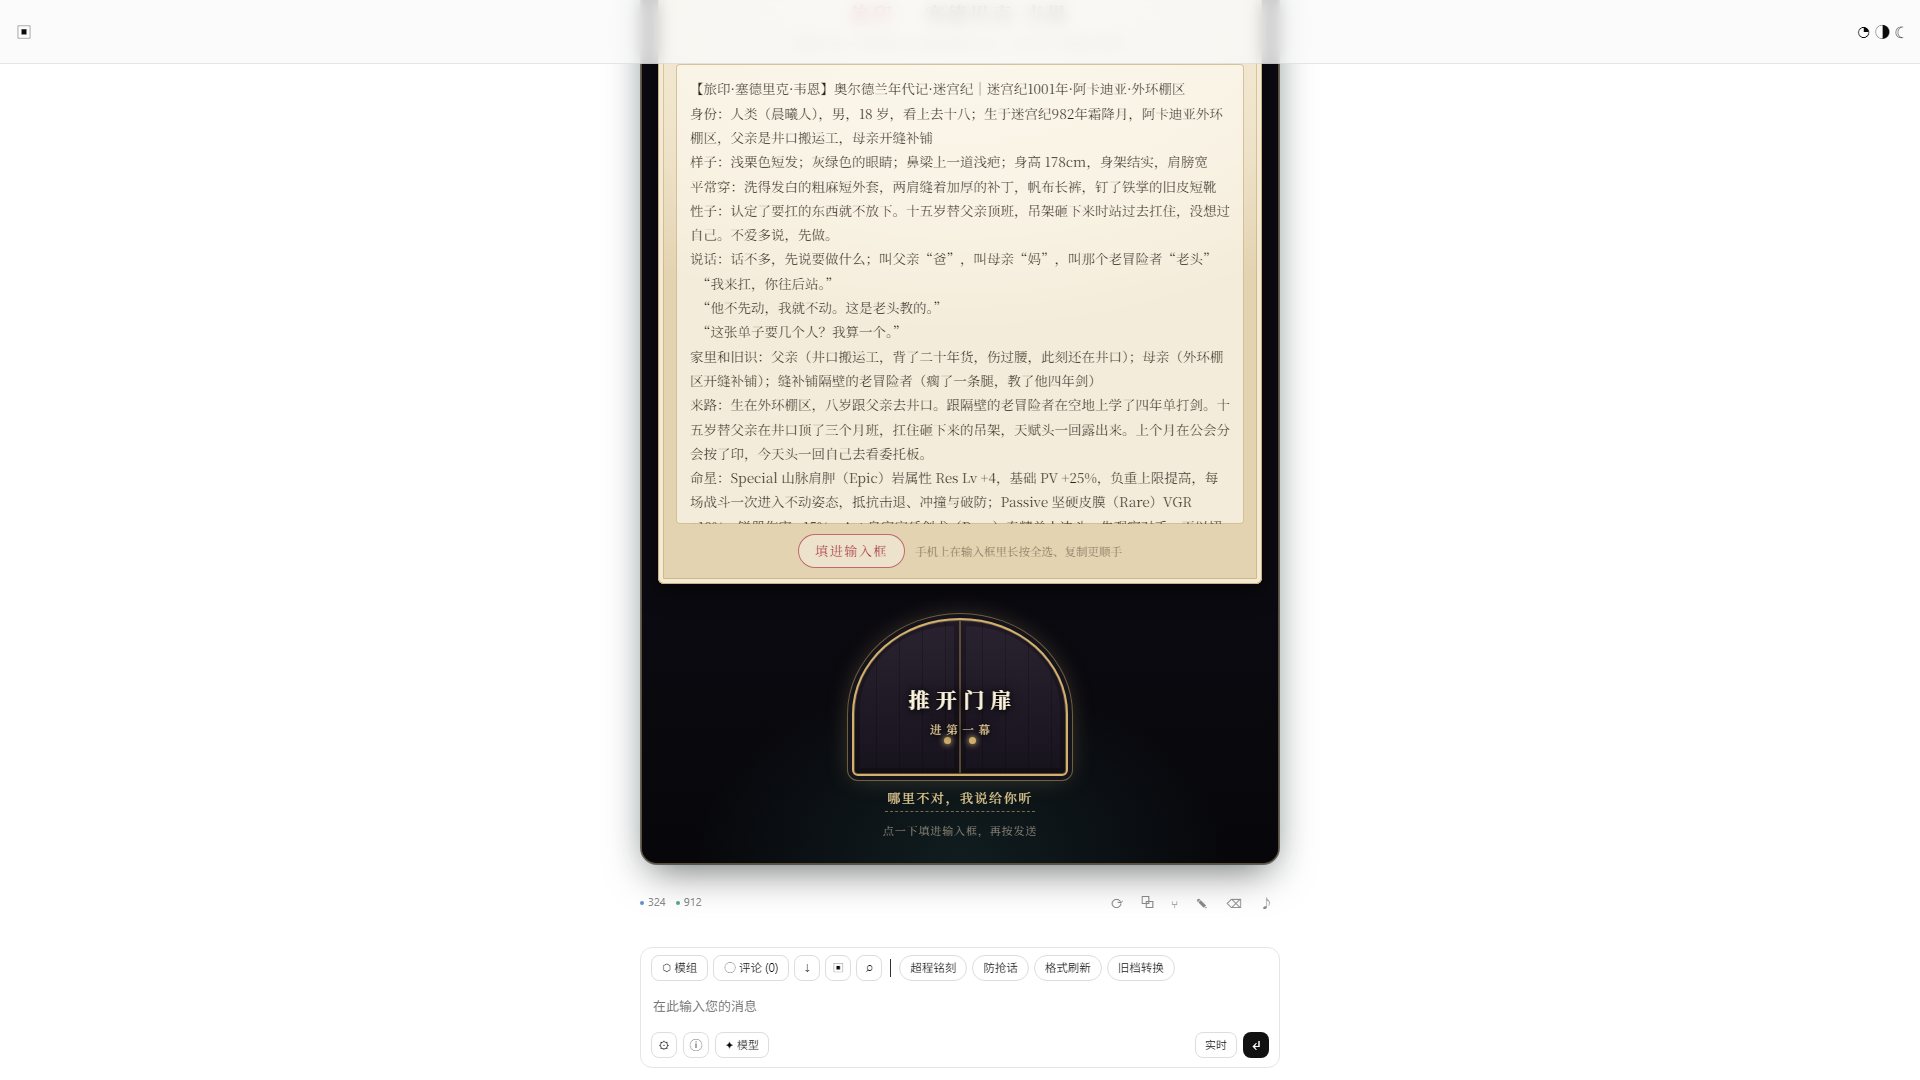 【旅印·塞德里克·韦恩】奥尔德兰年代记·迷宫纪｜迷宫纪1001年·阿卡迪亚·外环棚区
身份：人类（晨曦人），男，18 岁，看上去十八；生于迷宫纪982年霜降月，阿卡迪亚外环
棚区，父亲是井口搬运工，母亲开缝补铺
样子：浅栗色短发；灰绿色的眼睛；鼻梁上一道浅疤；身高 178cm，身架结实，肩膀宽
平常穿：洗得发白的粗麻短外套，两肩缝着加厚的补丁，帆布长裤，钉了铁掌的旧皮短靴
性子：认定了要扛的东西就不放下。十五岁替父亲顶班，吊架砸下来时站过去扛住，没想过
自己。不爱多说，先做。
说话：话不多，先说要做什么；叫父亲“爸”，叫母亲“妈”，叫那个老冒险者“老头”
“我来扛，你往后站。”
“他不先动，我就不动。这是老头教的。”
“这张单子要几个人？我算一个。”
家里和旧识：父亲（井口搬运工，背了二十年货，伤过腰，此刻还在井口）；母亲（外环棚
区开缝补铺）；缝补铺隔壁的老冒险者（瘸了一条腿，教了他四年剑）
来路：生在外环棚区，八岁跟父亲去井口。跟隔壁的老冒险者在空地上学了四年单打剑。十
五岁替父亲在井口顶了三个月班，扛住砸下来的吊架，天赋头一回露出来。上个月在公会分
会按了印，今天头一回自己去看委托板。
命星：Special 山脉肩胛（Epic）岩属性 Res Lv +4，基础 PV +25%，负重上限提高，每
场战斗一次进入不动姿态，抵抗击退、冲撞与破防；Passive 坚硬皮膜（Rare）VGR
填进输入框 手机上在输入框里长按全选、复制更顺手
推开门扉
进第一幕
哪里不对，我说给你听
点一下填进输入框，再按发送
324 912
模组 评论 (0) 超程铭刻 防抢话 格式刷新 旧档转换
在此输入您的消息
模型 实时